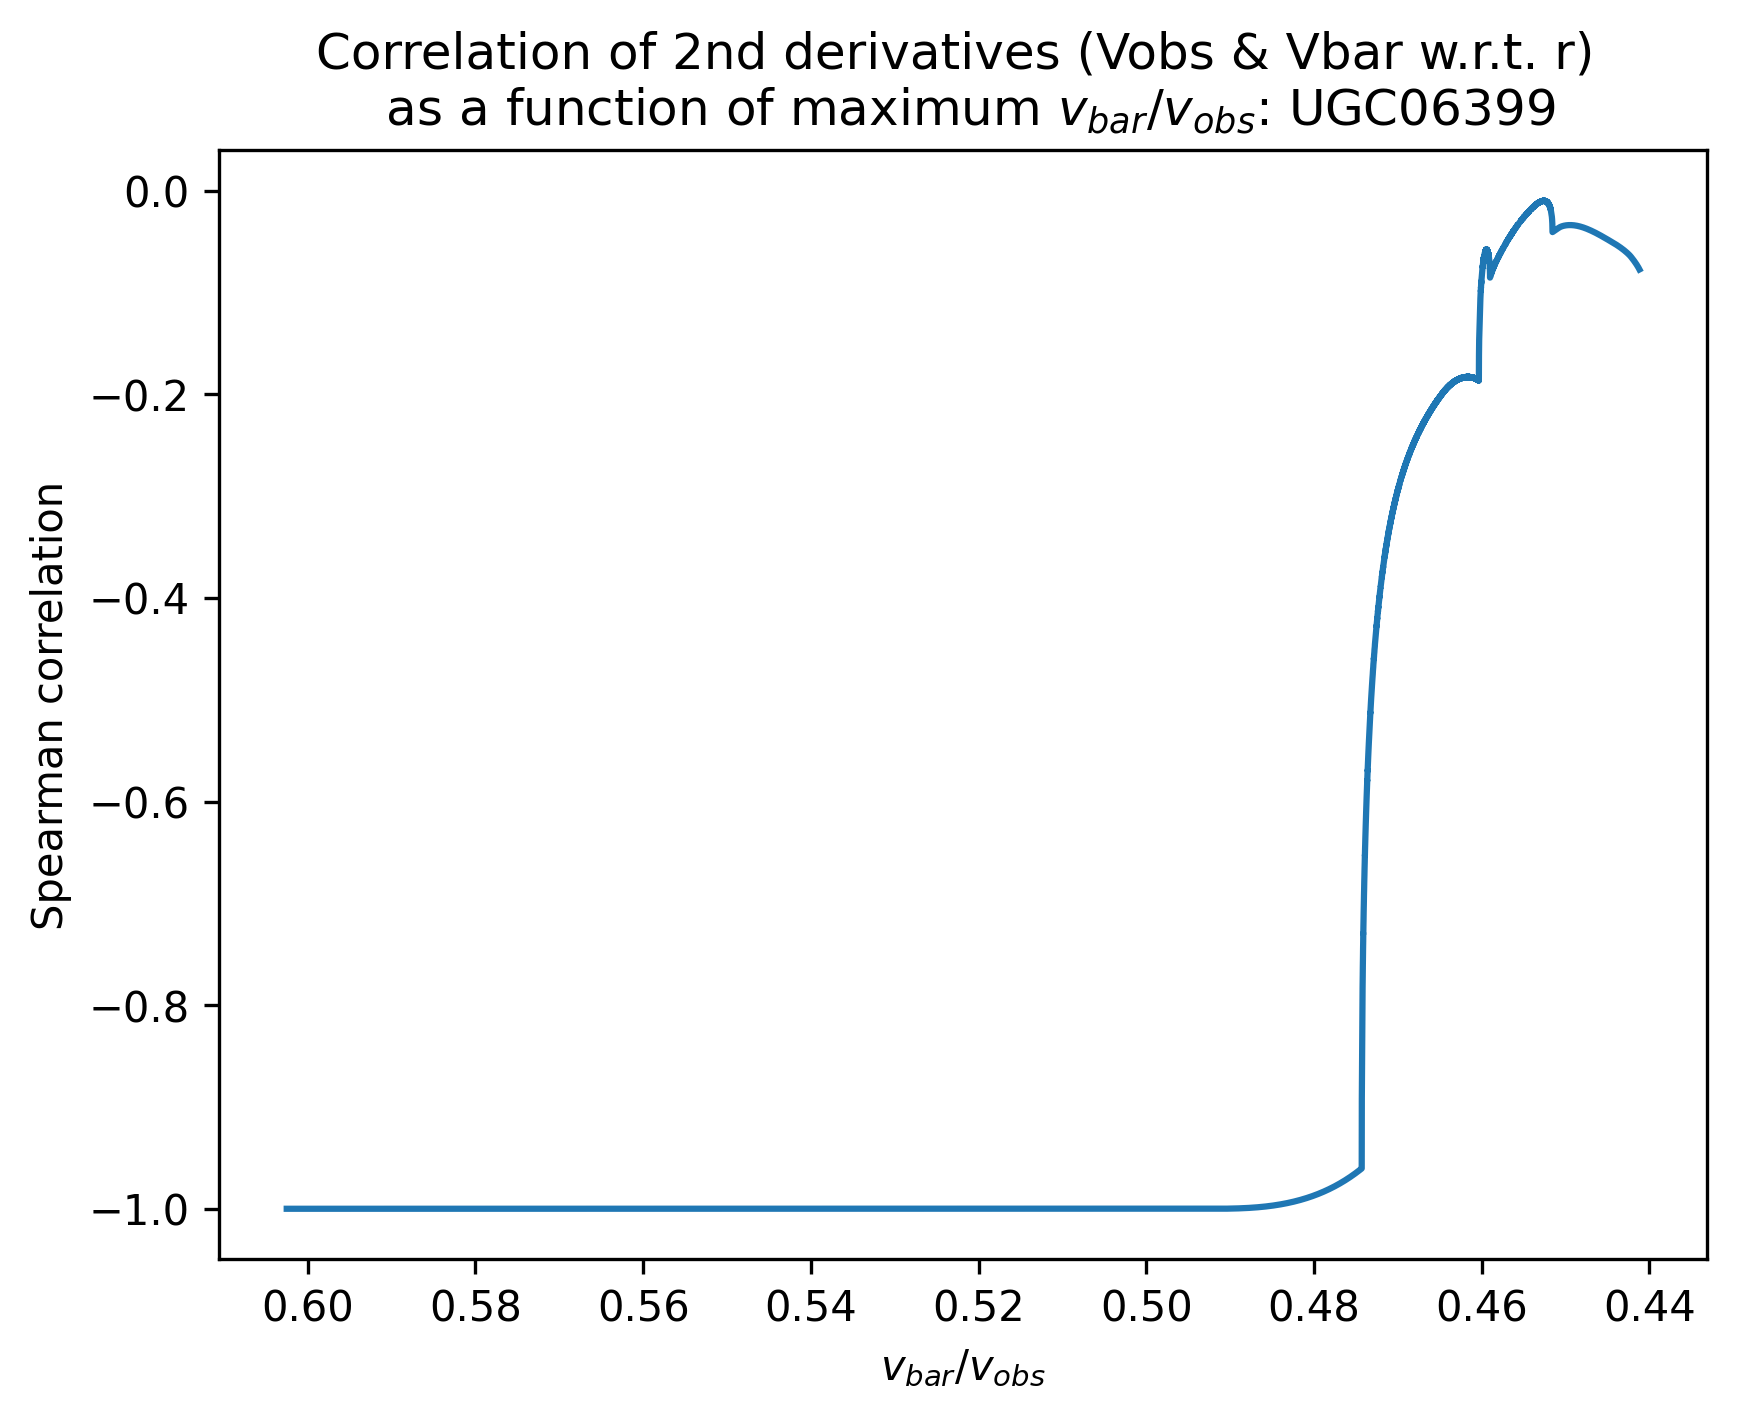 Correlation of 2nd derivatives (Vobs & Vbar w.r.t. r)
as a function of maximum v_bar/v_obs: UGC06399
0.0
−0.2
−0.4
−0.6
−0.8
−1.0
Spearman correlation
0.60 0.58 0.56 0.54 0.52 0.50 0.48 0.46 0.44
v_bar/v_obs